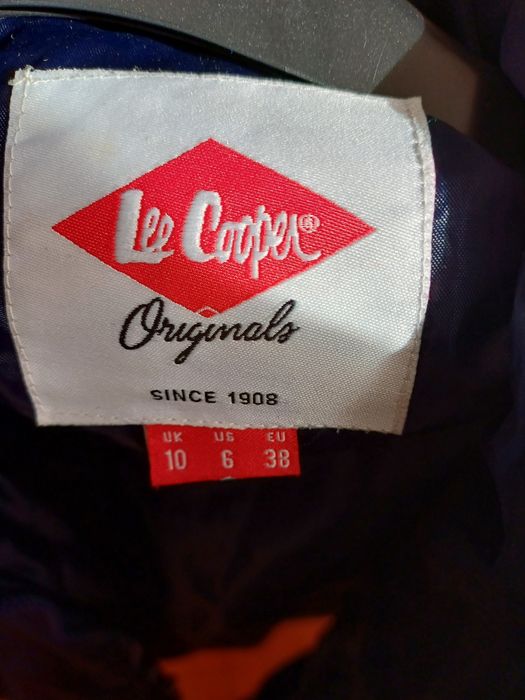 Lee Cooper®
Originals
SINCE 1908
UK US EU
10 6 38